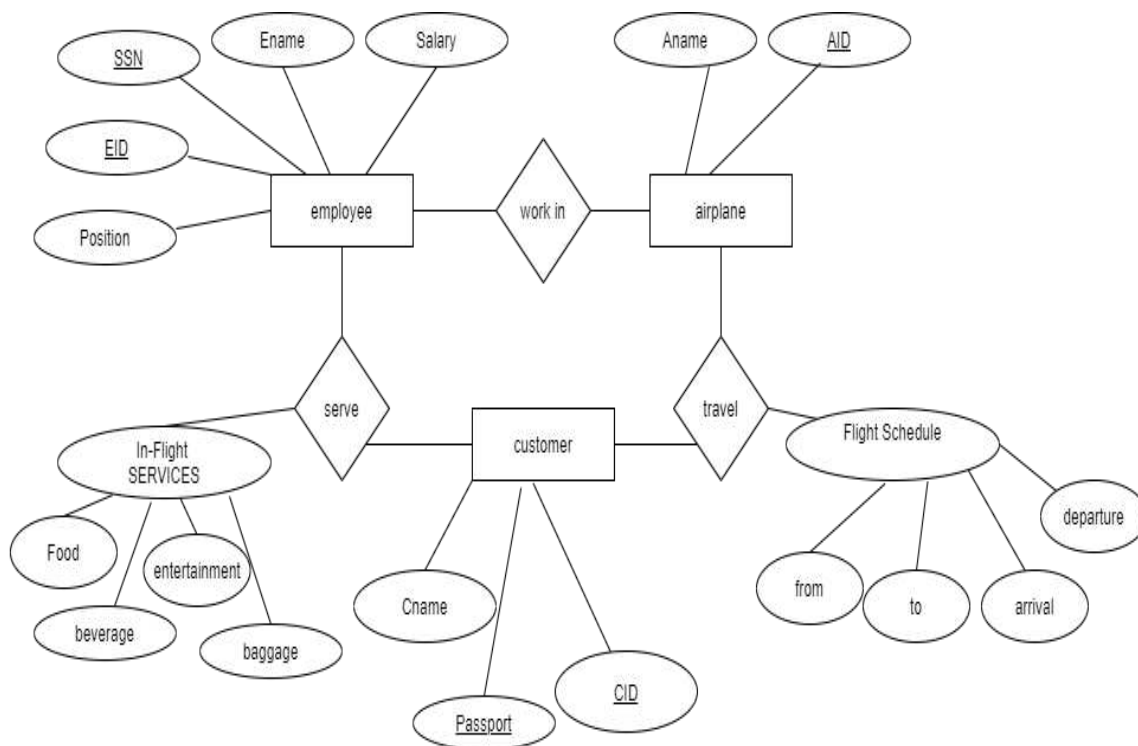 SSN
Ename
Salary
Aname
AID
EID
Position
employee
work in
airplane
serve
customer
travel
In-Flight
SERVICES
Flight Schedule
Food
entertainment
beverage
baggage
Cname
Passport
CID
from
to
arrival
departure